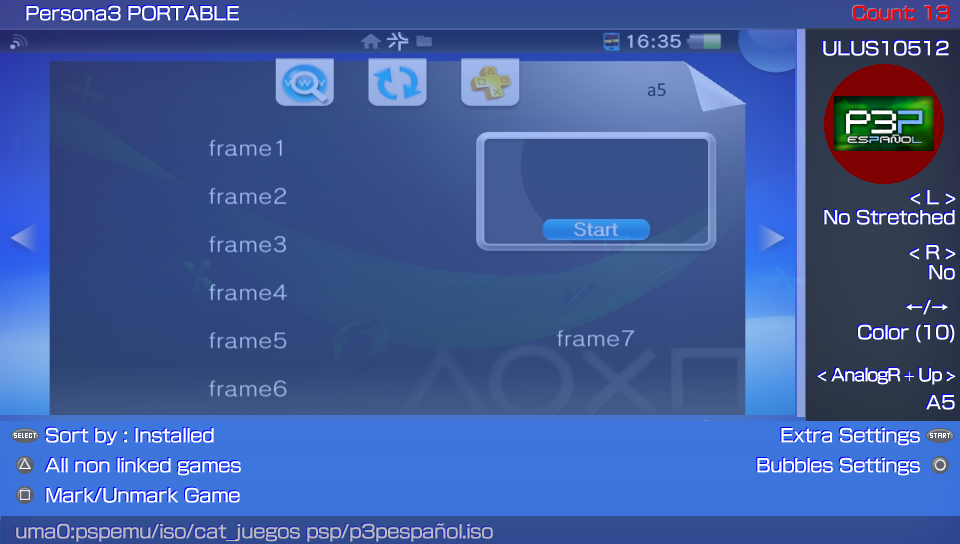 Persona3 PORTABLE
Count: 13
16:35
ULUS10512
WWW
a5
P3P
ESPAÑOL
frame1
frame2
frame3
frame4
frame5
frame6
Start
frame7
< L >
No Stretched
< R >
No
←/→
Color (10)
< AnalogR + Up >
A5
SELECT Sort by : Installed
All non linked games
Mark/Unmark Game
Extra Settings START
Bubbles Settings
uma0:pspemu/iso/cat_juegos psp/p3pespañol.iso